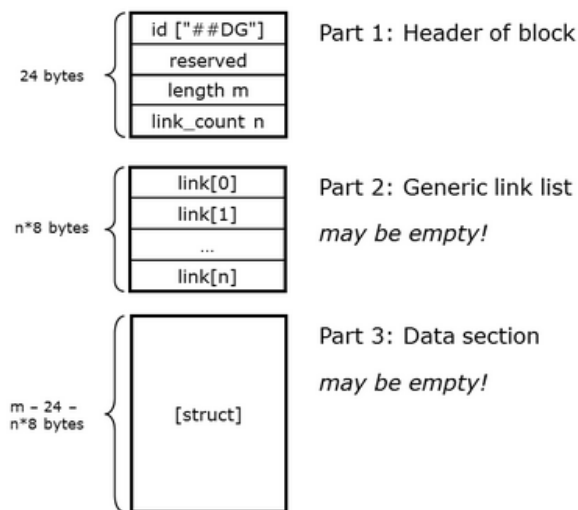 id ["##DG"]
Part 1: Header of block
reserved
24 bytes
length m
link_count n
link[0]
Part 2: Generic link list
link[1]
n*8 bytes
may be empty!
...
link[n]
Part 3: Data section
may be empty!
m – 24 –
n*8 bytes
[struct]